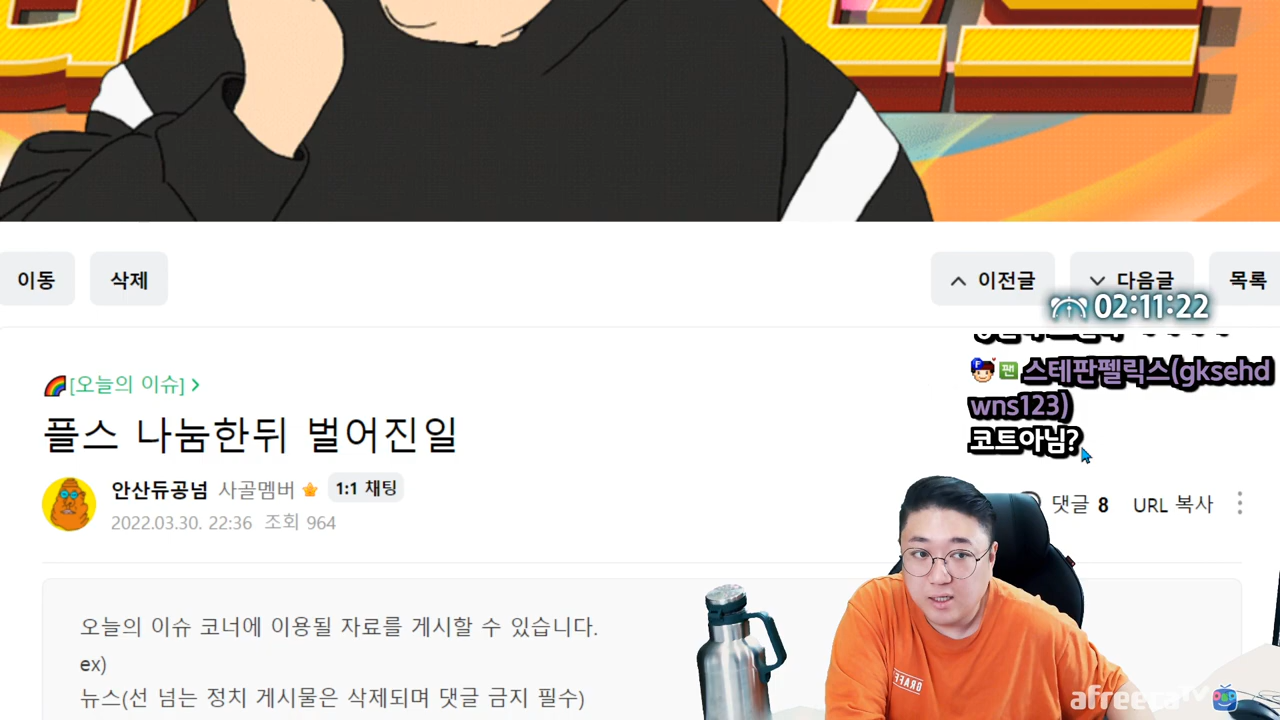 이동
삭제
이전글
다음글
목록
02:11:22
[오늘의 이슈]
팬 스테판펠릭스(gksehd
wns123)
코트아님?
플스 나눔한뒤 벌어진일
안산듀공넘 사골멤버 1:1 채팅
2022.03.30. 22:36 조회 964
댓글 8 URL 복사
오늘의 이슈 코너에 이용될 자료를 게시할 수 있습니다.
ex)
뉴스(선 넘는 정치 게시물은 삭제되며 댓글 금지 필수)
afreecaTV